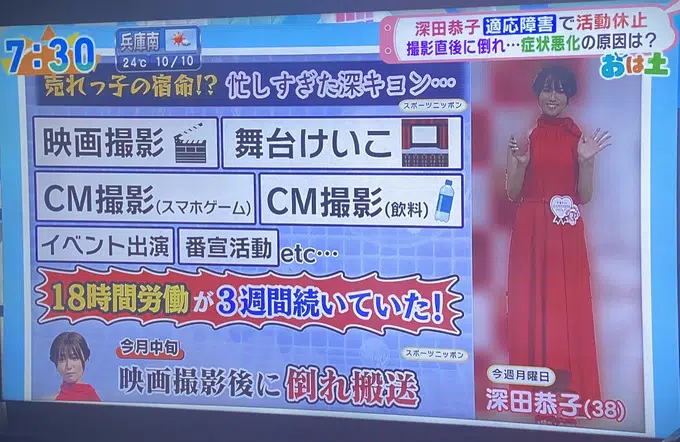 7:30
兵庫南
24℃ 10/10
深田恭子 適応障害 で活動休止
撮影直後に倒れ…症状悪化の原因は?
おは土
売れっ子の宿命!? 忙しすぎた深キョン…
スポーツニッポン
映画撮影
舞台けいこ
CM撮影(スマホゲーム)
CM撮影(飲料)
イベント出演
番宣活動
etc…
18時間労働が3週間続いていた!
今月中旬
スポーツニッポン
映画撮影後に倒れ搬送
今週月曜日
深田恭子(38)